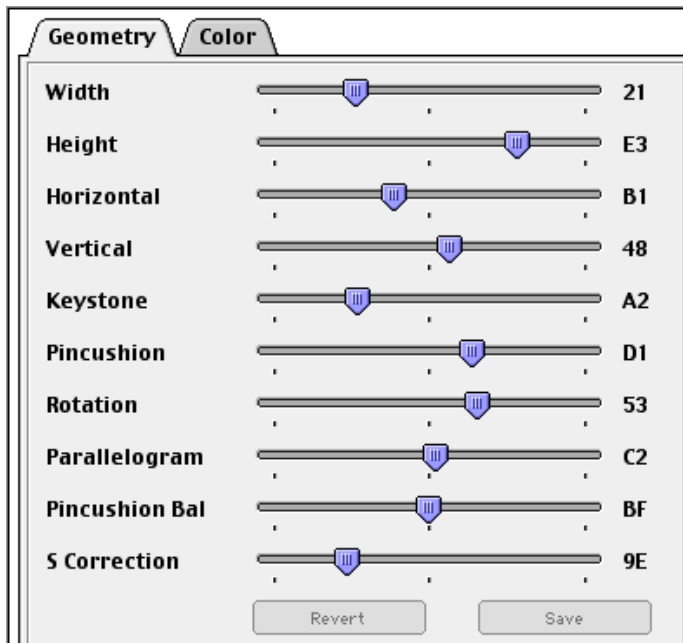 Geometry Color
Width 21
Height E3
Horizontal B1
Vertical 48
Keystone A2
Pincushion D1
Rotation 53
Parallelogram C2
Pincushion Bal BF
S Correction 9E
Revert Save